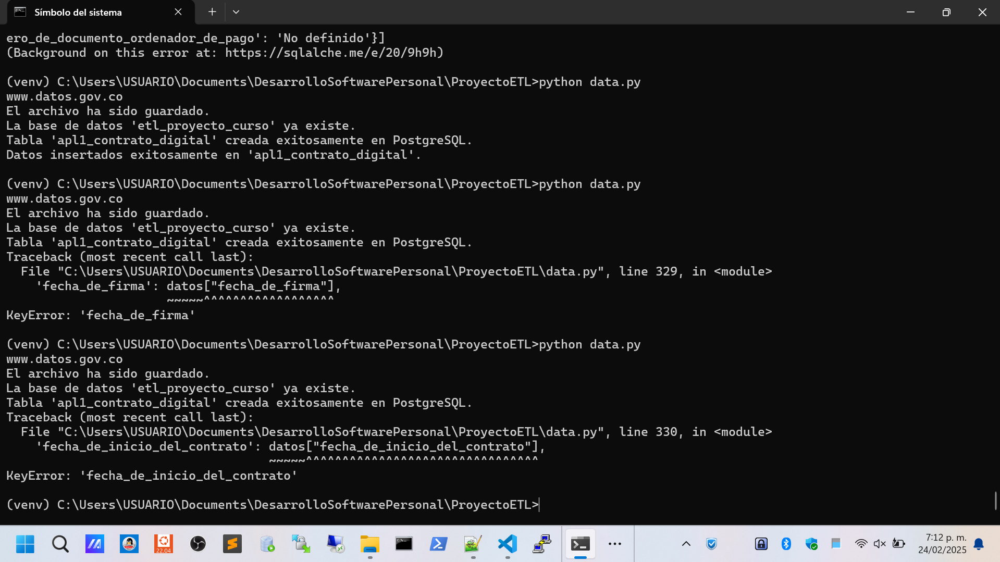 Símbolo del sistema
ero_de_documento_ordenador_de_pago': 'No definido'}]
(Background on this error at: https://sqlalche.me/e/20/9h9h)
(venv) C:\Users\USUARIO\Documents\DesarrolloSoftwarePersonal\ProyectoETL>python data.py
www.datos.gov.co
El archivo ha sido guardado.
La base de datos 'etl_proyecto_curso' ya existe.
Tabla 'apl1_contrato_digital' creada exitosamente en PostgreSQL.
Datos insertados exitosamente en 'apl1_contrato_digital'.
(venv) C:\Users\USUARIO\Documents\DesarrolloSoftwarePersonal\ProyectoETL>python data.py
www.datos.gov.co
El archivo ha sido guardado.
La base de datos 'etl_proyecto_curso' ya existe.
Tabla 'apl1_contrato_digital' creada exitosamente en PostgreSQL.
Traceback (most recent call last):
  File "C:\Users\USUARIO\Documents\DesarrolloSoftwarePersonal\ProyectoETL\data.py", line 329, in <module>
    'fecha_de_firma': datos["fecha_de_firma"],
                      ~~~~~^^^^^^^^^^^^^^^^^^
KeyError: 'fecha_de_firma'
(venv) C:\Users\USUARIO\Documents\DesarrolloSoftwarePersonal\ProyectoETL>python data.py
www.datos.gov.co
El archivo ha sido guardado.
La base de datos 'etl_proyecto_curso' ya existe.
Tabla 'apl1_contrato_digital' creada exitosamente en PostgreSQL.
Traceback (most recent call last):
  File "C:\Users\USUARIO\Documents\DesarrolloSoftwarePersonal\ProyectoETL\data.py", line 330, in <module>
    'fecha_de_inicio_del_contrato': datos["fecha_de_inicio_del_contrato"],
                                    ~~~~~^^^^^^^^^^^^^^^^^^^^^^^^^^^^^^^^
KeyError: 'fecha_de_inicio_del_contrato'
(venv) C:\Users\USUARIO\Documents\DesarrolloSoftwarePersonal\ProyectoETL>
22.04
7:12 p. m.
24/02/2025